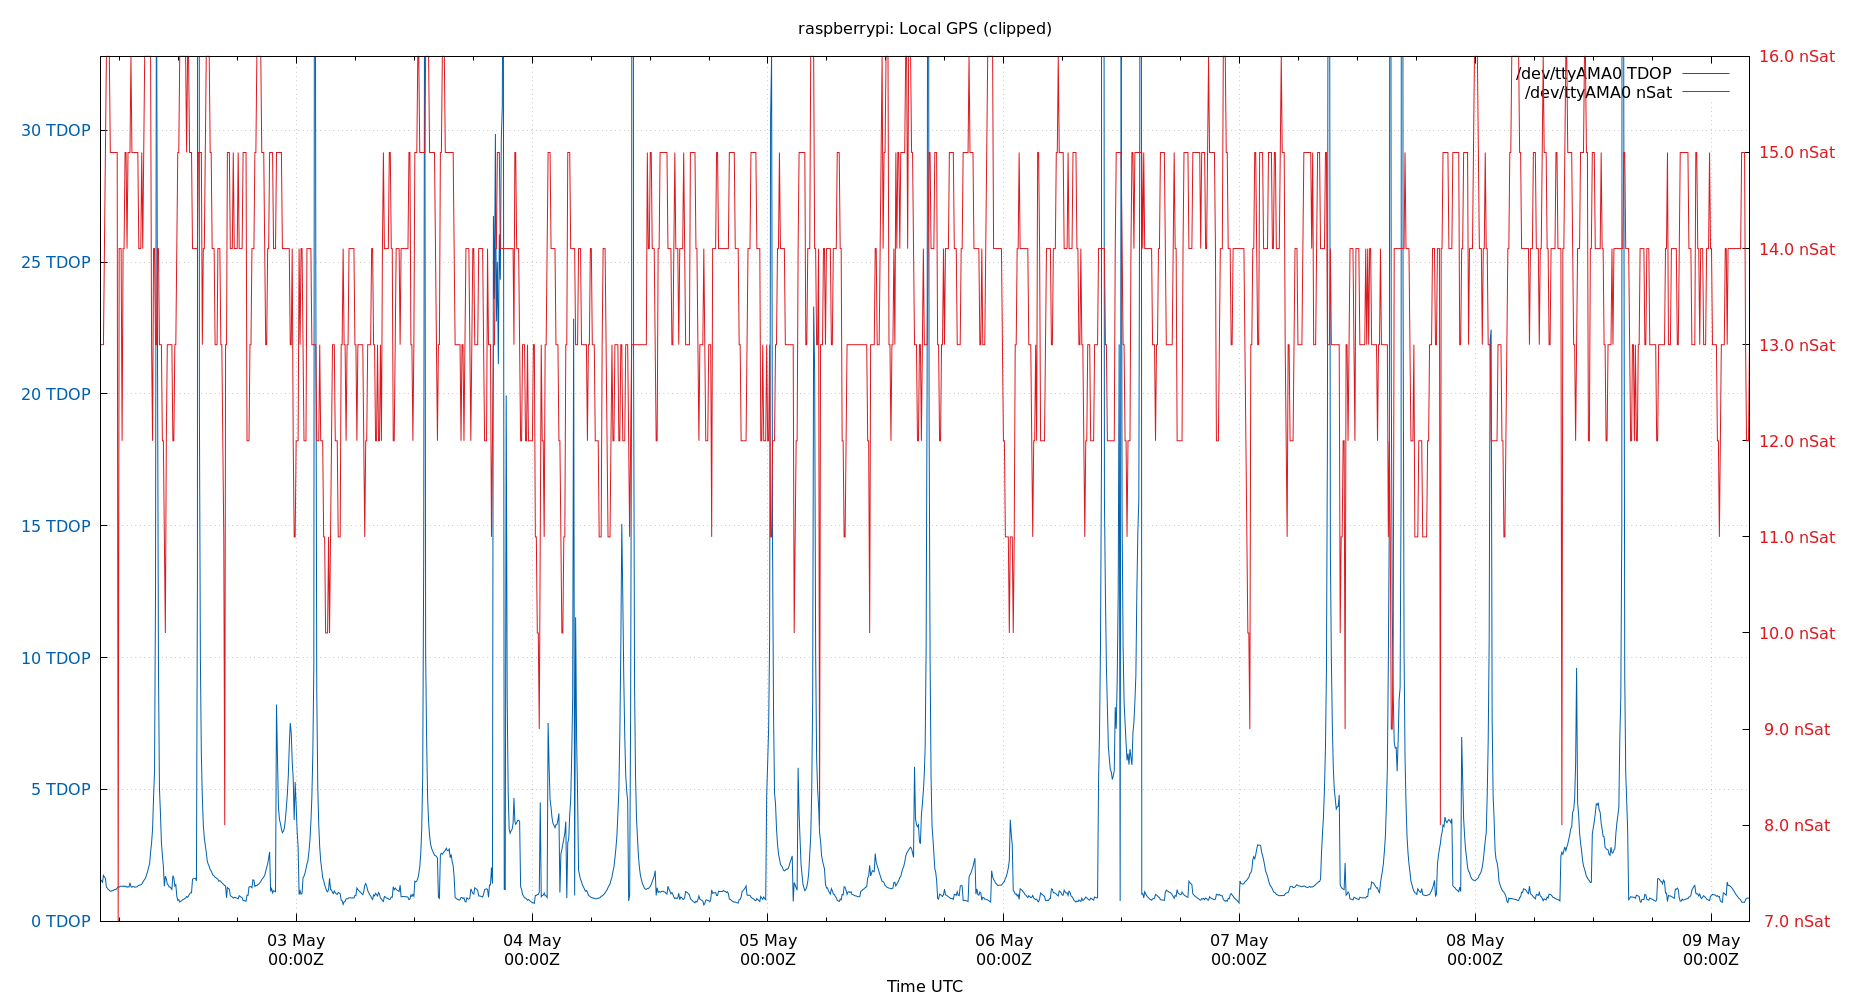 raspberrypi: Local GPS (clipped)
/dev/ttyAMA0 TDOP
/dev/ttyAMA0 nSat
30 TDOP
25 TDOP
20 TDOP
15 TDOP
10 TDOP
5 TDOP
0 TDOP
16.0 nSat
15.0 nSat
14.0 nSat
13.0 nSat
12.0 nSat
11.0 nSat
10.0 nSat
9.0 nSat
8.0 nSat
7.0 nSat
03 May
00:00Z
04 May
00:00Z
05 May
00:00Z
06 May
00:00Z
07 May
00:00Z
08 May
00:00Z
09 May
00:00Z
Time UTC